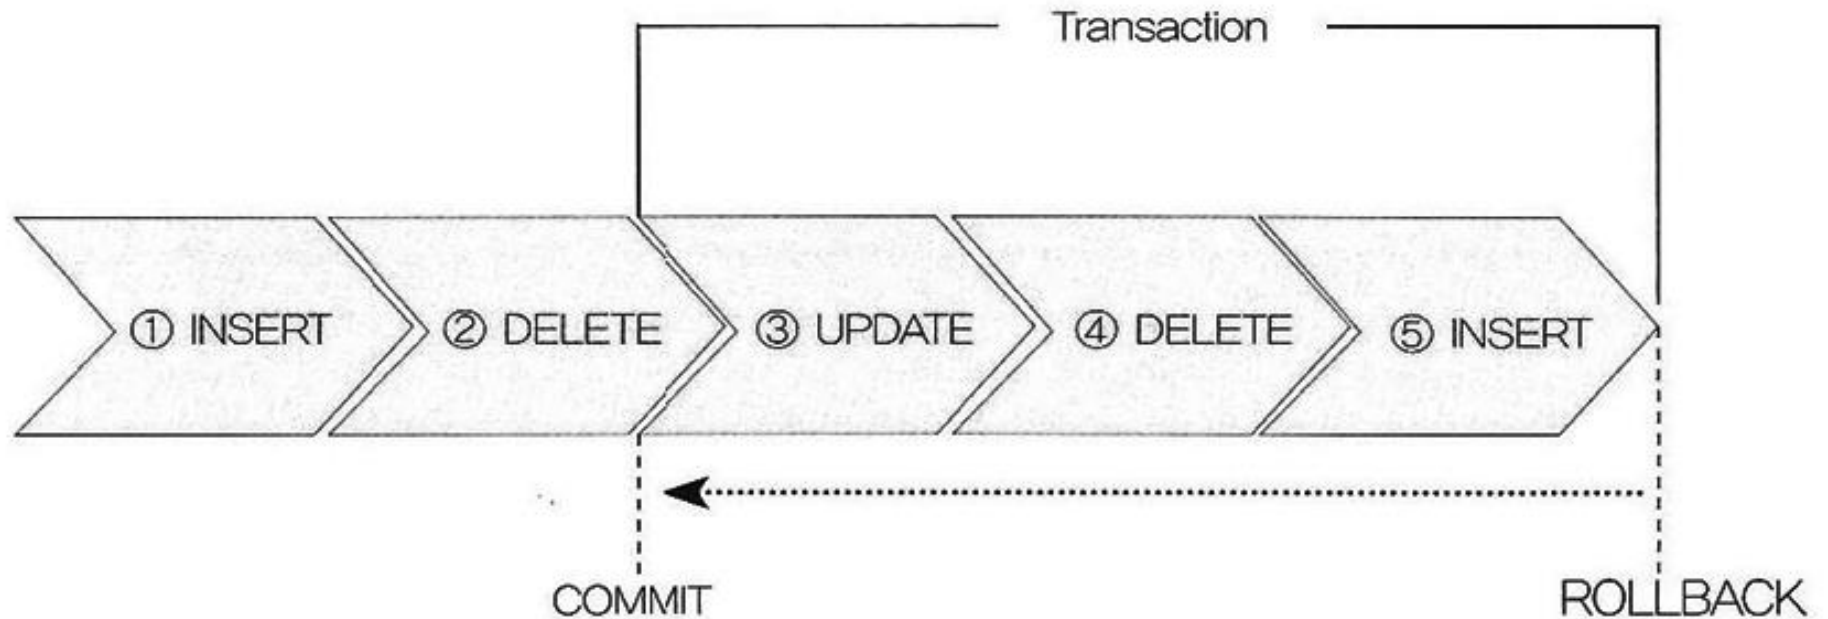 Transaction
① INSERT
② DELETE
③ UPDATE
④ DELETE
⑤ INSERT
COMMIT
ROLLBACK